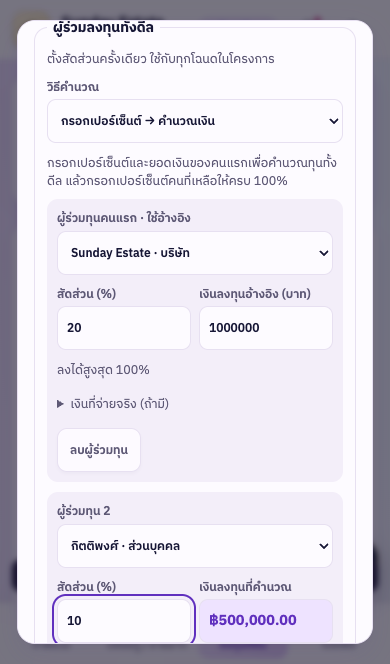 ผู้ร่วมลงทุนทั้งดีล
ตั้งสัดส่วนครั้งเดียว ใช้กับทุกโฉนดในโครงการ
วิธีคำนวณ
กรอกเปอร์เซ็นต์ → คำนวณเงิน
กรอกเปอร์เซ็นต์และยอดเงินของคนแรกเพื่อคำนวณทุนทั้ง
ดีล แล้วกรอกเปอร์เซ็นต์คนที่เหลือให้ครบ 100%
ผู้ร่วมทุนคนแรก · ใช้อ้างอิง
Sunday Estate · บริษัท
สัดส่วน (%) เงินลงทุนอ้างอิง (บาท)
20 1000000
ลงได้สูงสุด 100%
▶ เงินที่จ่ายจริง (ถ้ามี)
ลบผู้ร่วมทุน
ผู้ร่วมทุน 2
กิตติพงศ์ · ส่วนบุคคล
สัดส่วน (%) เงินลงทุนที่คำนวณ
10 ฿500,000.00